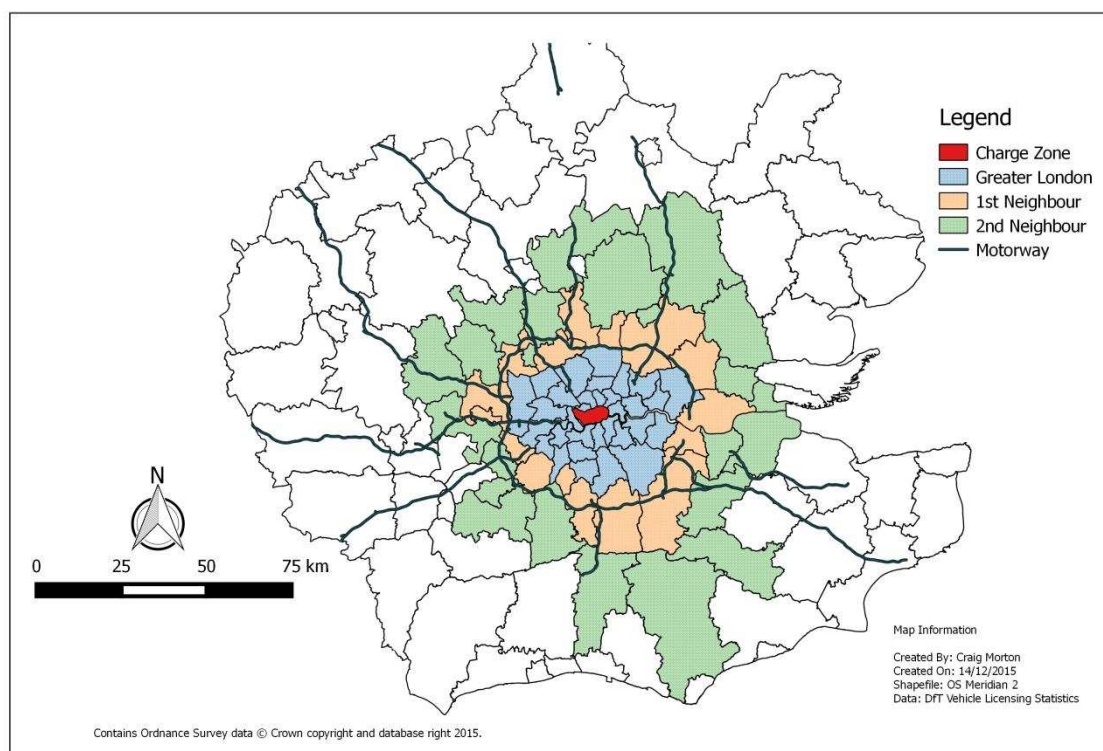 Legend
Charge Zone
Greater London
1st Neighbour
2nd Neighbour
Motorway
N
0 25 50 75 km
Map Information
Created By: Craig Morton
Created On: 14/12/2015
Shapefile: OS Meridian 2
Data: DfT Vehicle Licensing Statistics
Contains Ordnance Survey data © Crown copyright and database right 2015.